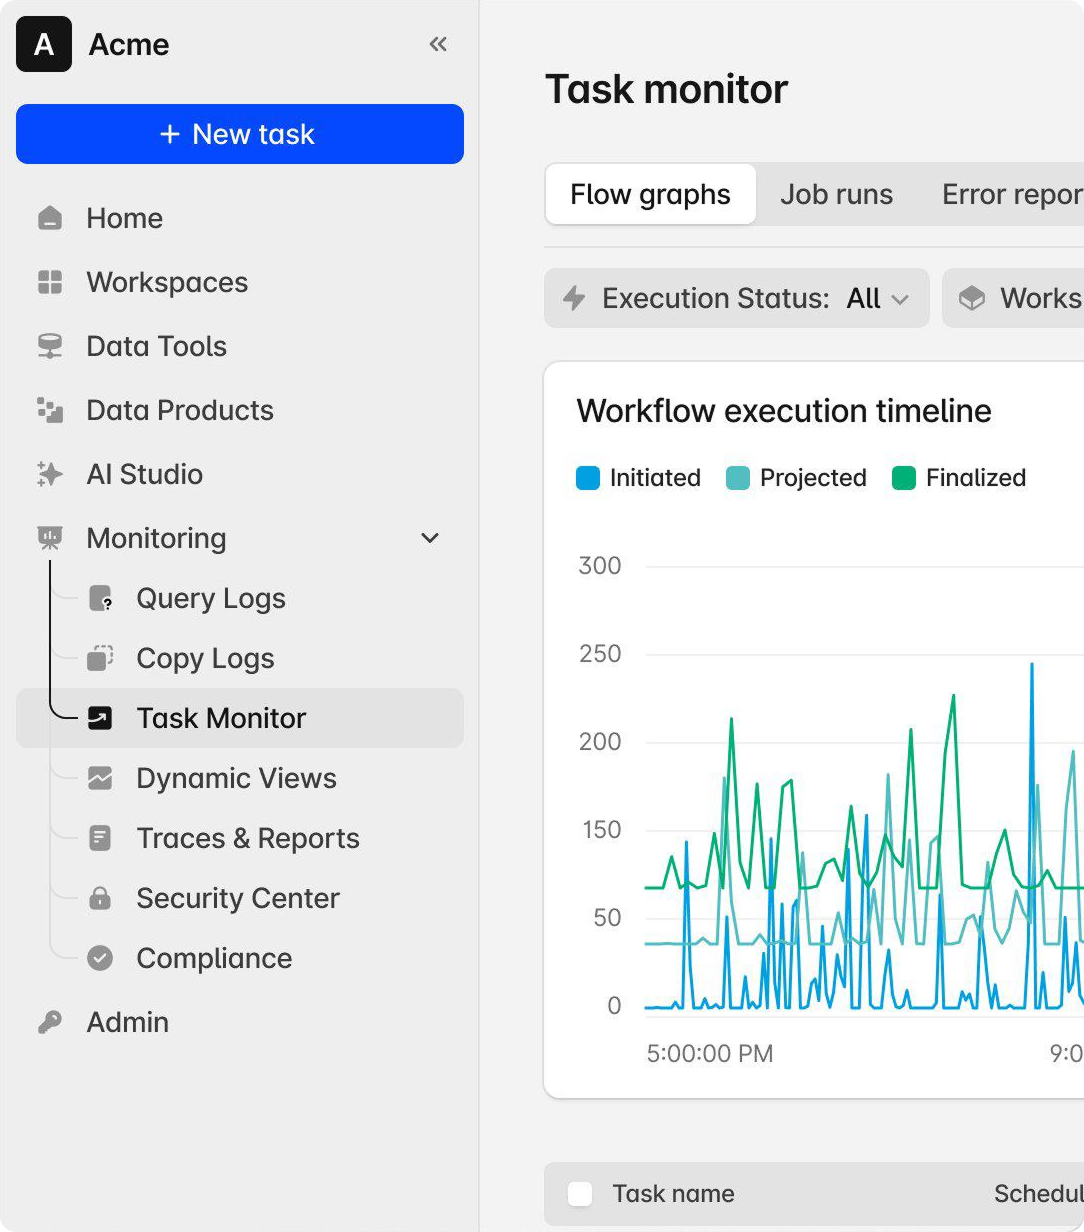 A Acme
+ New task
Home
Workspaces
Data Tools
Data Products
AI Studio
Monitoring
Query Logs
Copy Logs
Task Monitor
Dynamic Views
Traces & Reports
Security Center
Compliance
Admin
Task monitor
Flow graphs Job runs Error repor
Execution Status: All Works
Workflow execution timeline
Initiated Projected Finalized
300
250
200
150
50
0
5:00:00 PM 9:0
Task name Schedul